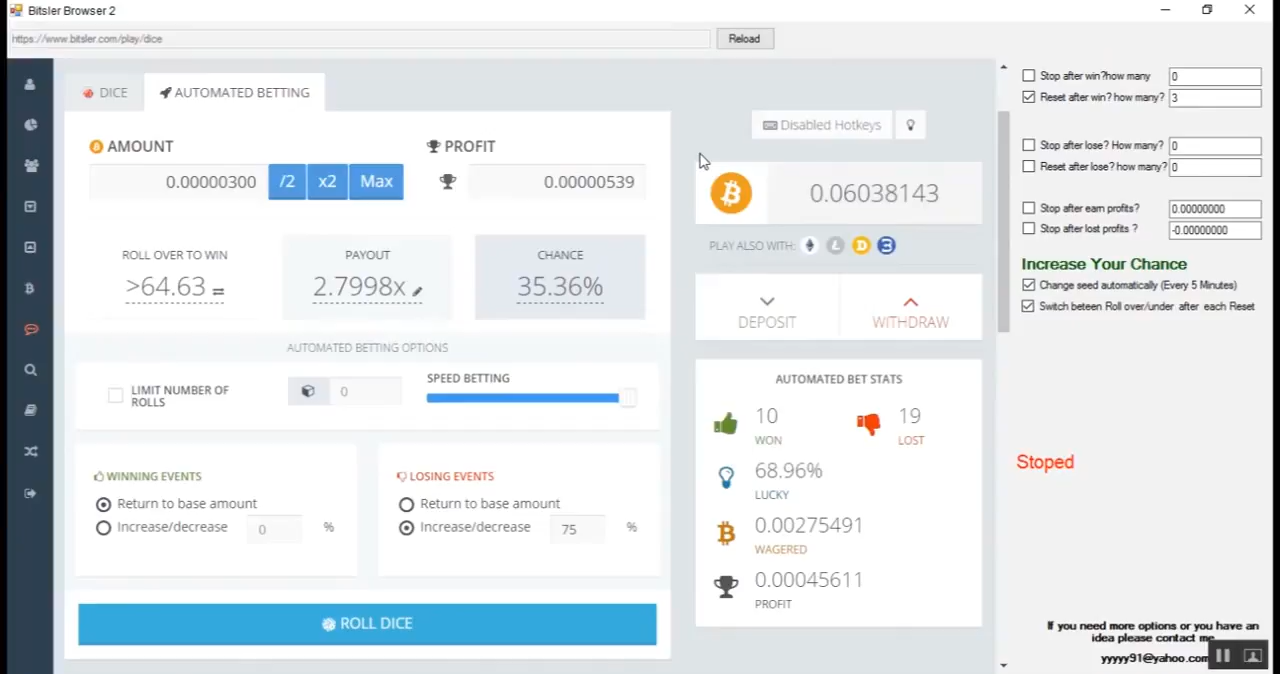 Bitsler Browser 2
https://www.bitsler.com/play/dice
Reload
DICE
AUTOMATED BETTING
AMOUNT
PROFIT
0.00000300
/2
x2
Max
0.00000539
ROLL OVER TO WIN
>64.63
PAYOUT
2.7998x
CHANCE
35.36%
AUTOMATED BETTING OPTIONS
LIMIT NUMBER OF
ROLLS
0
SPEED BETTING
WINNING EVENTS
Return to base amount
Increase/decrease
0
%
LOSING EVENTS
Return to base amount
Increase/decrease
75
%
ROLL DICE
Disabled Hotkeys
0.06038143
PLAY ALSO WITH:
DEPOSIT
WITHDRAW
AUTOMATED BET STATS
10
WON
19
LOST
68.96%
LUCKY
0.00275491
WAGERED
0.00045611
PROFIT
Stop after win?how many
0
Reset after win? how many?
3
Stop after lose? How many?
0
Reset after lose? how many?
0
Stop after earn profits?
0.00000000
Stop after lost profits ?
-0.00000000
Increase Your Chance
Change seed automatically (Every 5 Minutes)
Switch beteen Roll over/under after each Reset
Stoped
If you need more options or you have an
idea please contact me
yyyyy91@yahoo.com